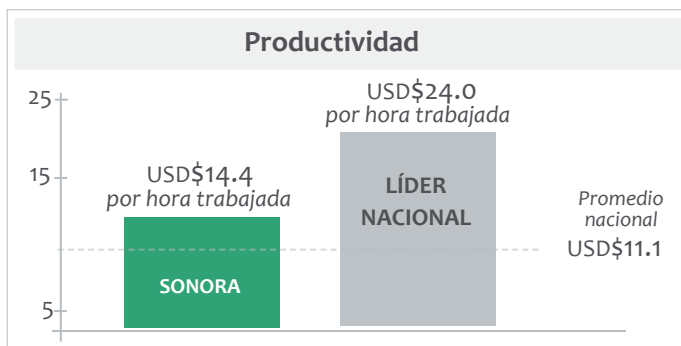 Productividad
25
USD$24.0
por hora trabajada
15
USD$14.4
por hora trabajada
LÍDER
NACIONAL
Promedio
nacional
USD$11.1
SONORA
5